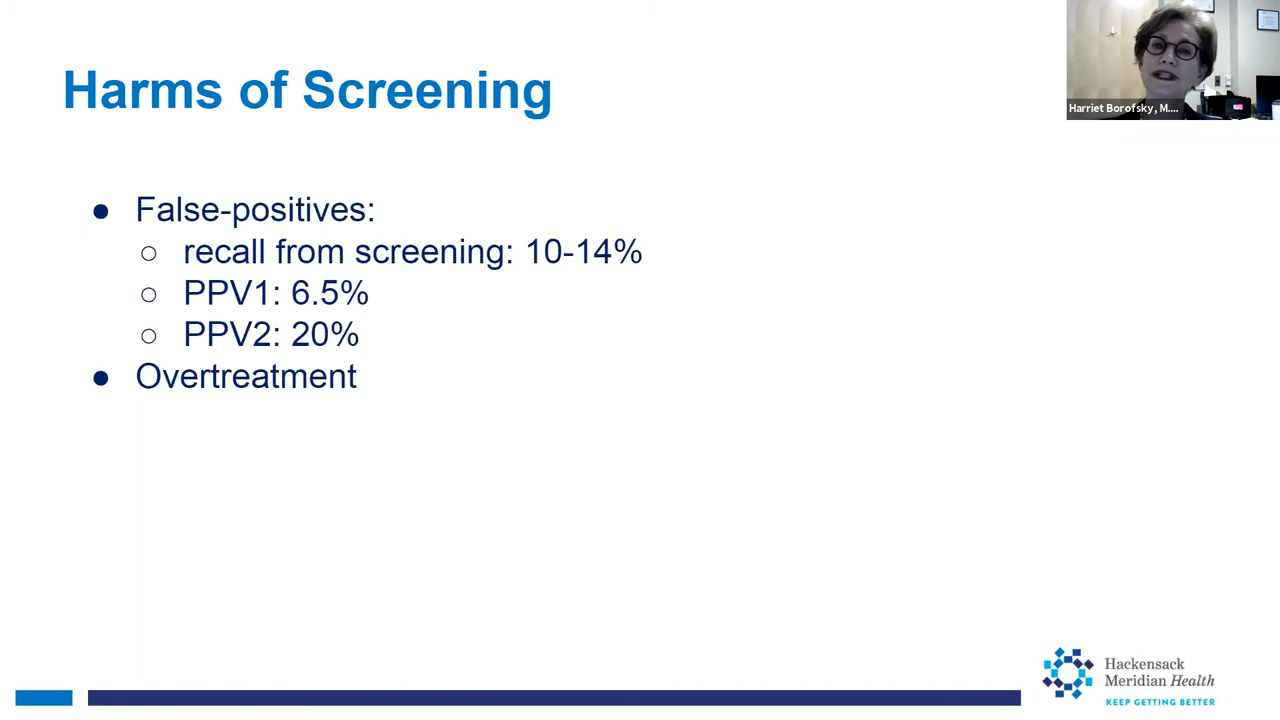 Harms of Screening
Harriet Borofsky, M....
● False-positives:
○ recall from screening: 10-14%
○ PPV1: 6.5%
○ PPV2: 20%
● Overtreatment
Hackensack
Meridian Health
KEEP GETTING BETTER